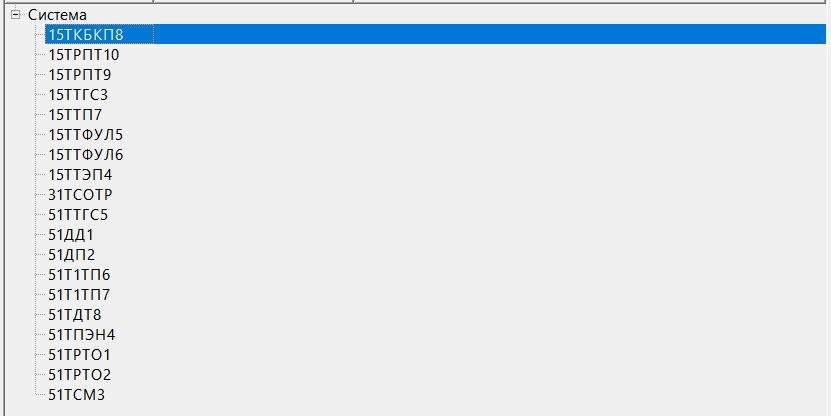 Система
15ТКБКП8
15ТРПТ10
15ТРПТ9
15ТТГС3
15ТТП7
15ТТФУЛ5
15ТТФУЛ6
15ТТЭП4
31ТСОТР
51ТТГС5
51ДД1
51ДП2
51Т1ТП6
51Т1ТП7
51ТДТ8
51ТПЭН4
51ТРТО1
51ТРТО2
51ТСМ3